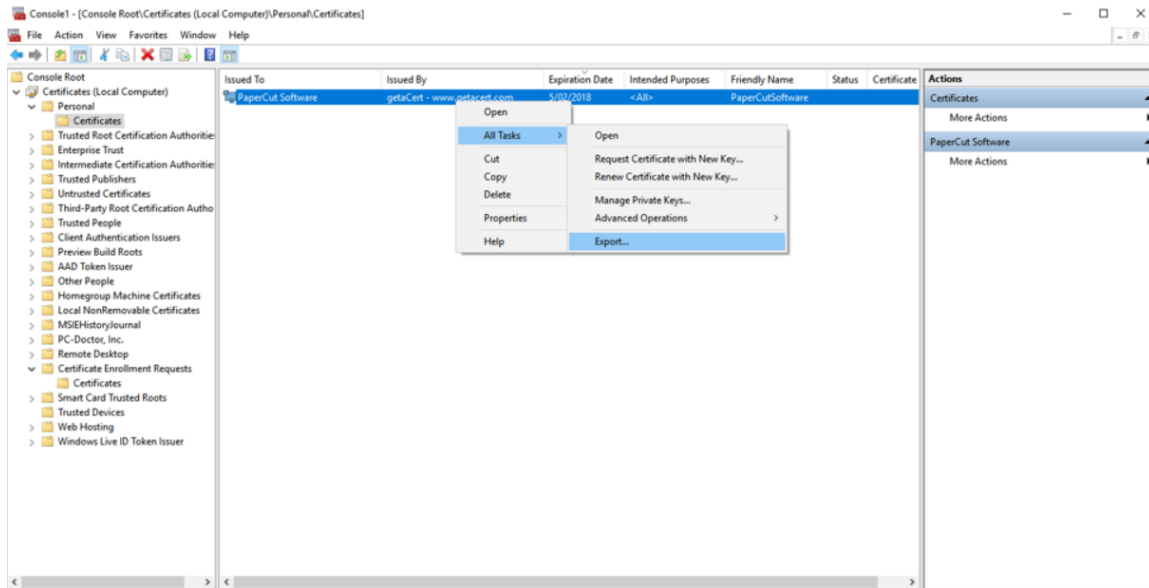 Console1 - [Console Root\Certificates (Local Computer)\Personal\Certificates]
File Action View Favorites Window Help
Console Root
Certificates (Local Computer)
Personal
Certificates
Trusted Root Certification Authoritie
Enterprise Trust
Intermediate Certification Authoritie
Trusted Publishers
Untrusted Certificates
Third-Party Root Certification Autho
Trusted People
Client Authentication Issuers
Preview Build Roots
AAD Token Issuer
Other People
Homegroup Machine Certificates
Local NonRemovable Certificates
MSIEHistoryJournal
PC-Doctor, Inc.
Remote Desktop
Certificate Enrollment Requests
Certificates
Smart Card Trusted Roots
Trusted Devices
Web Hosting
Windows Live ID Token Issuer
Issued To Issued By Expiration Date Intended Purposes Friendly Name Status Certificate
PaperCut Software getaCert - www.getacert.com 5/02/2018 <All> PaperCutSoftware
Open
All Tasks
Cut
Copy
Delete
Properties
Help
Open
Request Certificate with New Key...
Renew Certificate with New Key...
Manage Private Keys...
Advanced Operations
Export...
Actions
Certificates
More Actions
PaperCut Software
More Actions